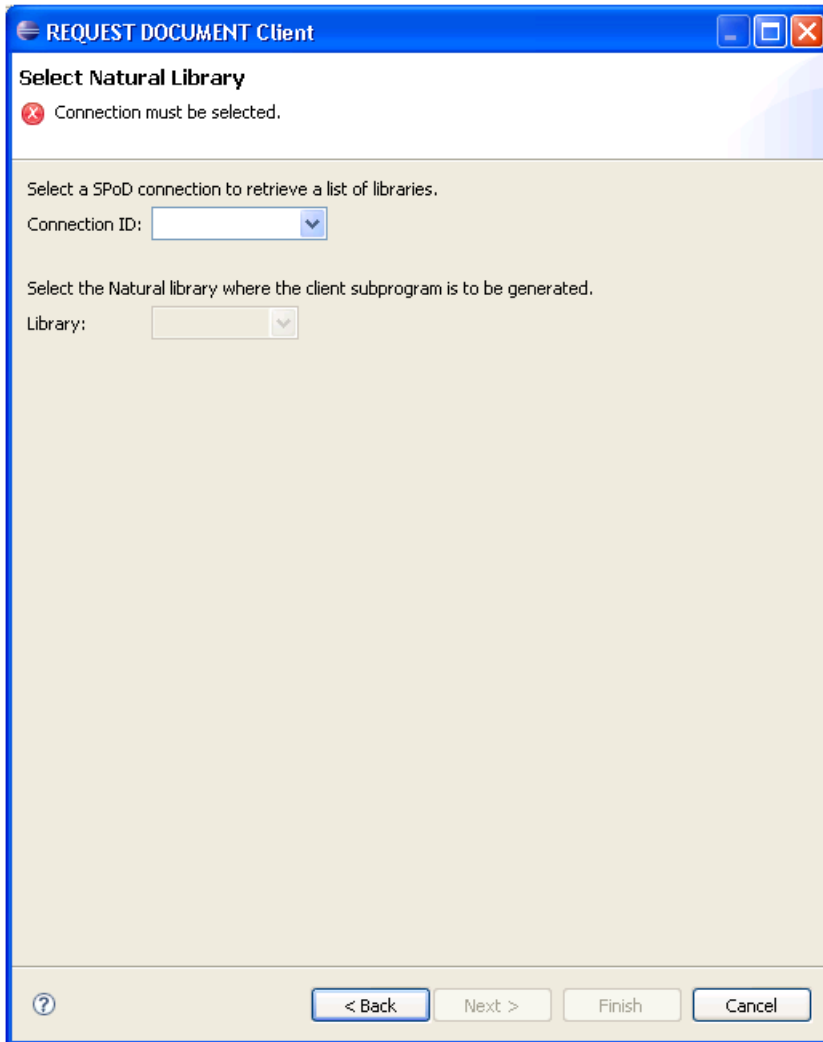 REQUEST DOCUMENT Client
Select Natural Library
Connection must be selected.
Select a SPoD connection to retrieve a list of libraries.
Connection ID:
Select the Natural library where the client subprogram is to be generated.
Library:
?
< Back
Next >
Finish
Cancel